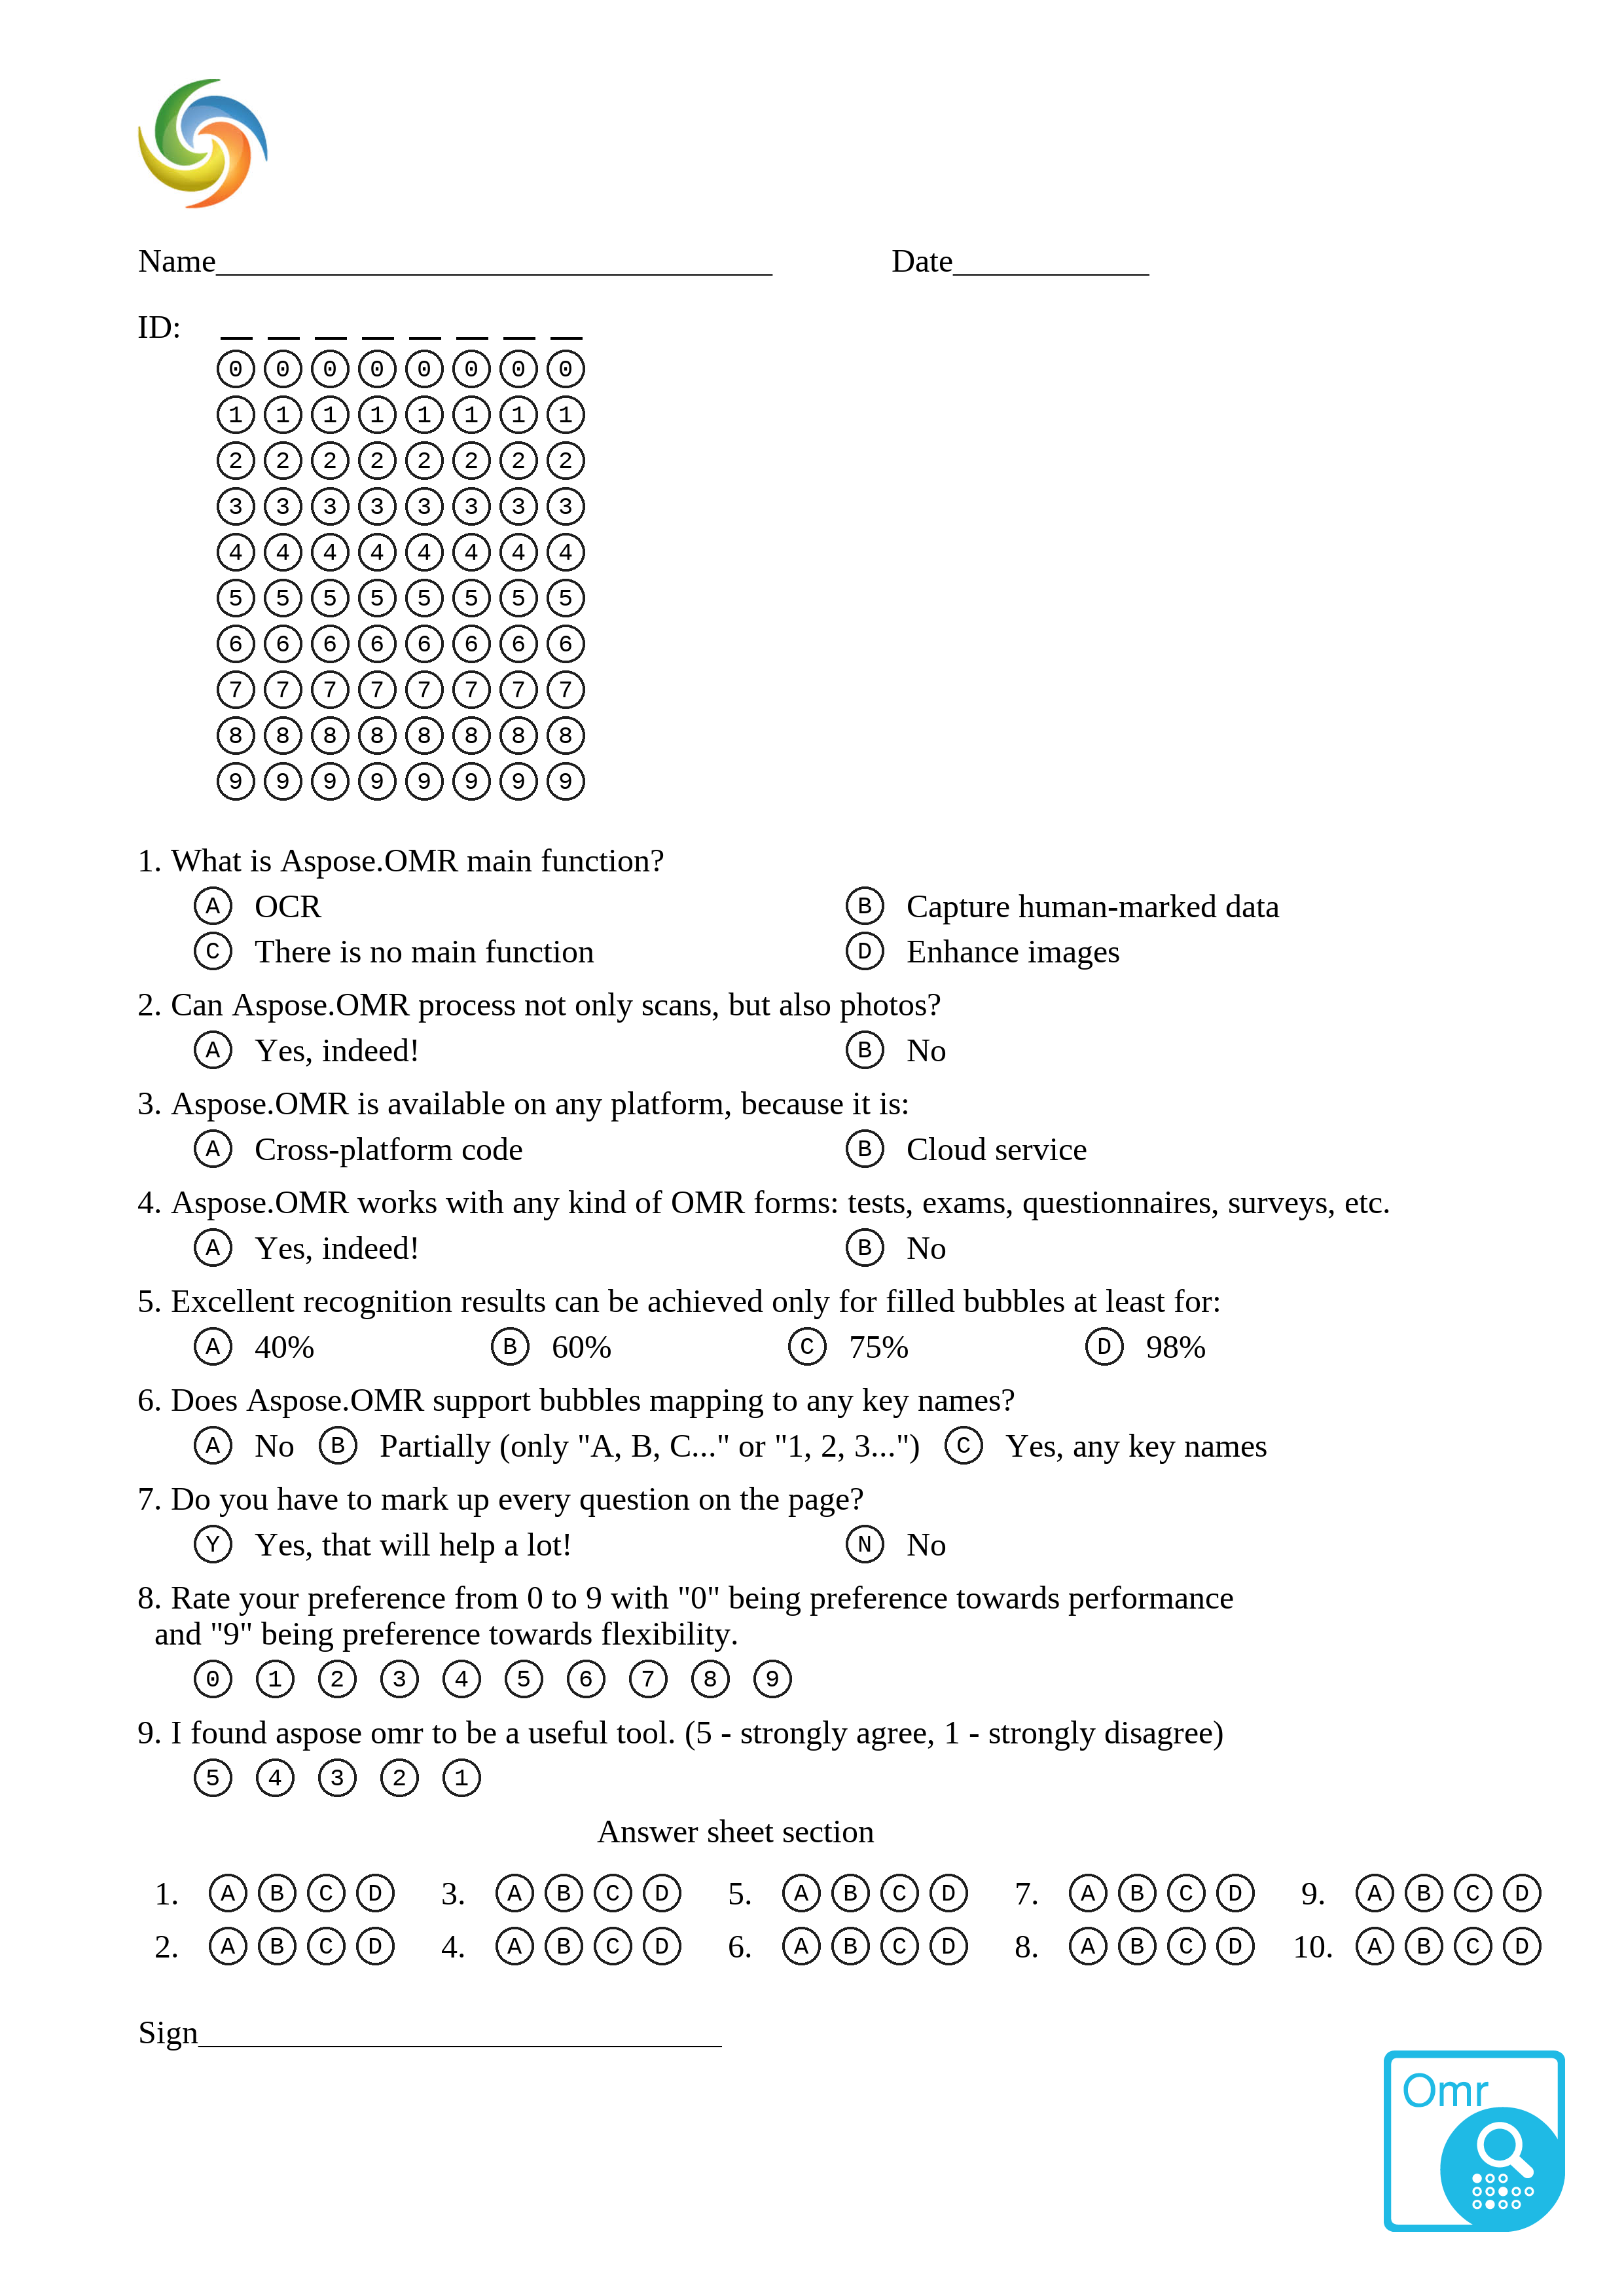 Name__________________________________ Date____________
ID: _ _ _ _ _ _ _ _
0 0 0 0 0 0 0 0
1 1 1 1 1 1 1 1
2 2 2 2 2 2 2 2
3 3 3 3 3 3 3 3
4 4 4 4 4 4 4 4
5 5 5 5 5 5 5 5
6 6 6 6 6 6 6 6
7 7 7 7 7 7 7 7
8 8 8 8 8 8 8 8
9 9 9 9 9 9 9 9
1. What is Aspose.OMR main function?
A OCR B Capture human-marked data
C There is no main function D Enhance images
2. Can Aspose.OMR process not only scans, but also photos?
A Yes, indeed! B No
3. Aspose.OMR is available on any platform, because it is:
A Cross-platform code B Cloud service
4. Aspose.OMR works with any kind of OMR forms: tests, exams, questionnaires, surveys, etc.
A Yes, indeed! B No
5. Excellent recognition results can be achieved only for filled bubbles at least for:
A 40% B 60% C 75% D 98%
6. Does Aspose.OMR support bubbles mapping to any key names?
A No B Partially (only "A, B, C..." or "1, 2, 3...") C Yes, any key names
7. Do you have to mark up every question on the page?
Y Yes, that will help a lot! N No
8. Rate your preference from 0 to 9 with "0" being preference towards performance
and "9" being preference towards flexibility.
0 1 2 3 4 5 6 7 8 9
9. I found aspose omr to be a useful tool. (5 - strongly agree, 1 - strongly disagree)
5 4 3 2 1
Answer sheet section
1. A B C D 3. A B C D 5. A B C D 7. A B C D 9. A B C D
2. A B C D 4. A B C D 6. A B C D 8. A B C D 10. A B C D
Sign________________________________
Omr